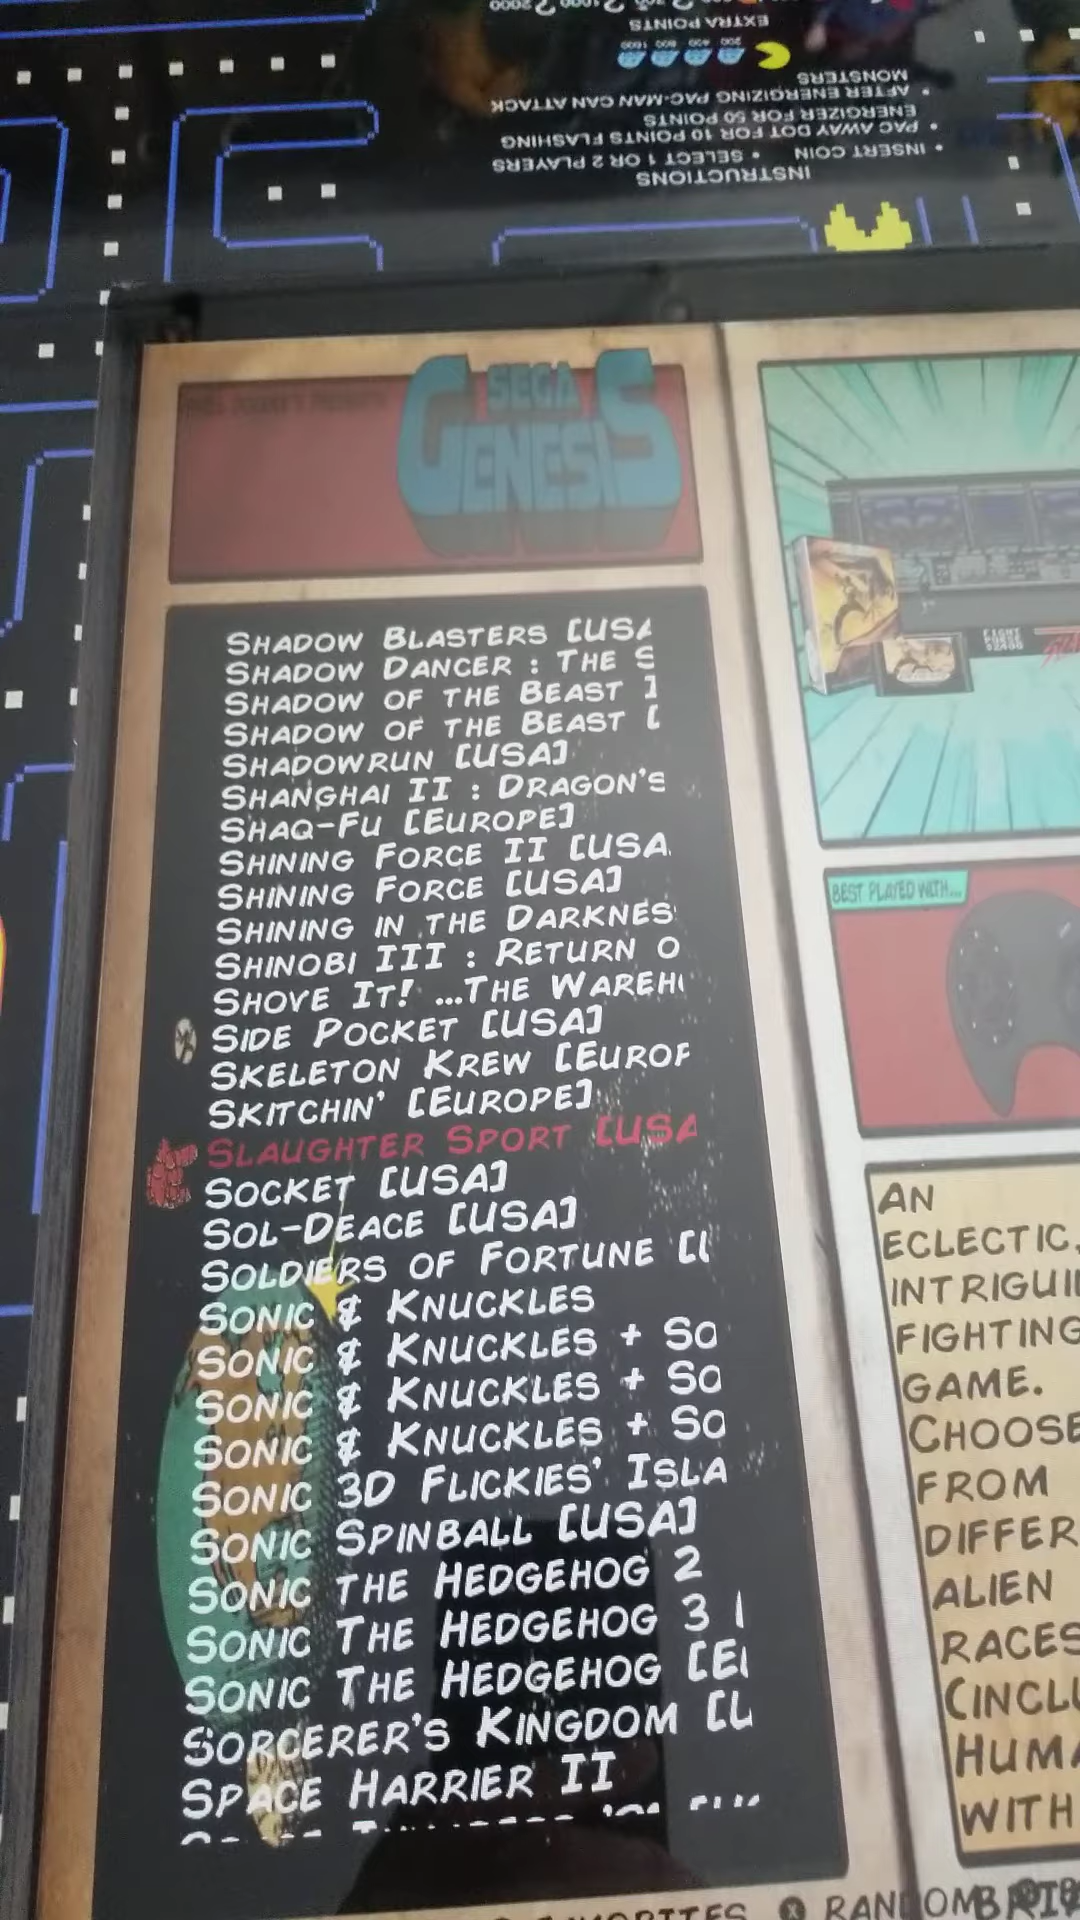 EXTRA POINTS
200 400 800 1600
MONSTERS
• AFTER ENERGIZING PAC-MAN CAN ATTACK
ENERGIZER FOR 50 POINTS
• PAC AWAY DOT FOR 10 POINTS FLASHING
• INSERT COIN • SELECT 1 OR 2 PLAYERS
INSTRUCTIONS
SEGA
GENESIS
SHADOW BLASTERS [USA
SHADOW DANCER : THE S
SHADOW OF THE BEAST I
SHADOW OF THE BEAST [
SHADOWRUN [USA]
SHANGHAI II : DRAGON'S
SHAQ-FU [EUROPE]
SHINING FORCE II [USA
SHINING FORCE [USA]
SHINING IN THE DARKNES
SHINOBI III : RETURN O
SHOVE IT! ...THE WAREH
SIDE POCKET [USA]
SKELETON KREW [EUROP
SKITCHIN' [EUROPE]
SLAUGHTER SPORT [USA
SOCKET [USA]
SOL-DEACE [USA]
SOLDIERS OF FORTUNE [U
SONIC & KNUCKLES
SONIC & KNUCKLES + SO
SONIC & KNUCKLES + SO
SONIC & KNUCKLES + SO
SONIC 3D FLICKIES' ISLA
SONIC SPINBALL [USA]
SONIC THE HEDGEHOG 2
SONIC THE HEDGEHOG 3 [
SONIC THE HEDGEHOG [EU
SORCERER'S KINGDOM [U
SPACE HARRIER II
BEST PLAYED WITH...
AN
ECLECTIC,
INTRIGUI
FIGHTING
GAME.
CHOOSE
FROM
DIFFER
ALIEN
RACES
(INCLU
HUMA
WITH
FAVORITES X RANDOM